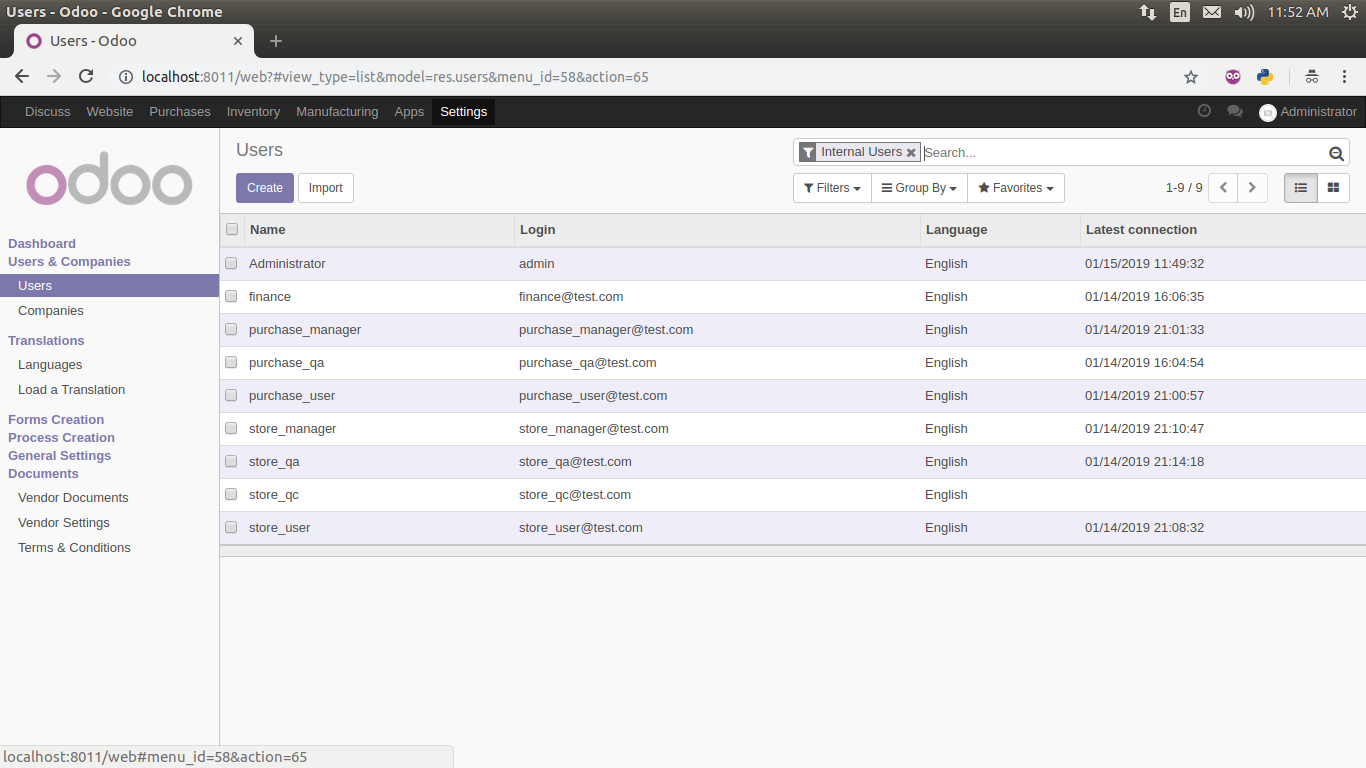 Users - Odoo - Google Chrome
En
11:52 AM
Users - Odoo
localhost:8011/web?#view_type=list&model=res.users&menu_id=58&action=65
Discuss Website Purchases Inventory Manufacturing Apps Settings
Administrator
odoo
Dashboard
Users & Companies
Users
Companies
Translations
Languages
Load a Translation
Forms Creation
Process Creation
General Settings
Documents
Vendor Documents
Vendor Settings
Terms & Conditions
Users
Internal Users Search...
Create Import
Filters Group By Favorites
1-9 / 9
Name Login Language Latest connection
Administrator admin English 01/15/2019 11:49:32
finance finance@test.com English 01/14/2019 16:06:35
purchase_manager purchase_manager@test.com English 01/14/2019 21:01:33
purchase_qa purchase_qa@test.com English 01/14/2019 16:04:54
purchase_user purchase_user@test.com English 01/14/2019 21:00:57
store_manager store_manager@test.com English 01/14/2019 21:10:47
store_qa store_qa@test.com English 01/14/2019 21:14:18
store_qc store_qc@test.com English
store_user store_user@test.com English 01/14/2019 21:08:32
localhost:8011/web#menu_id=58&action=65